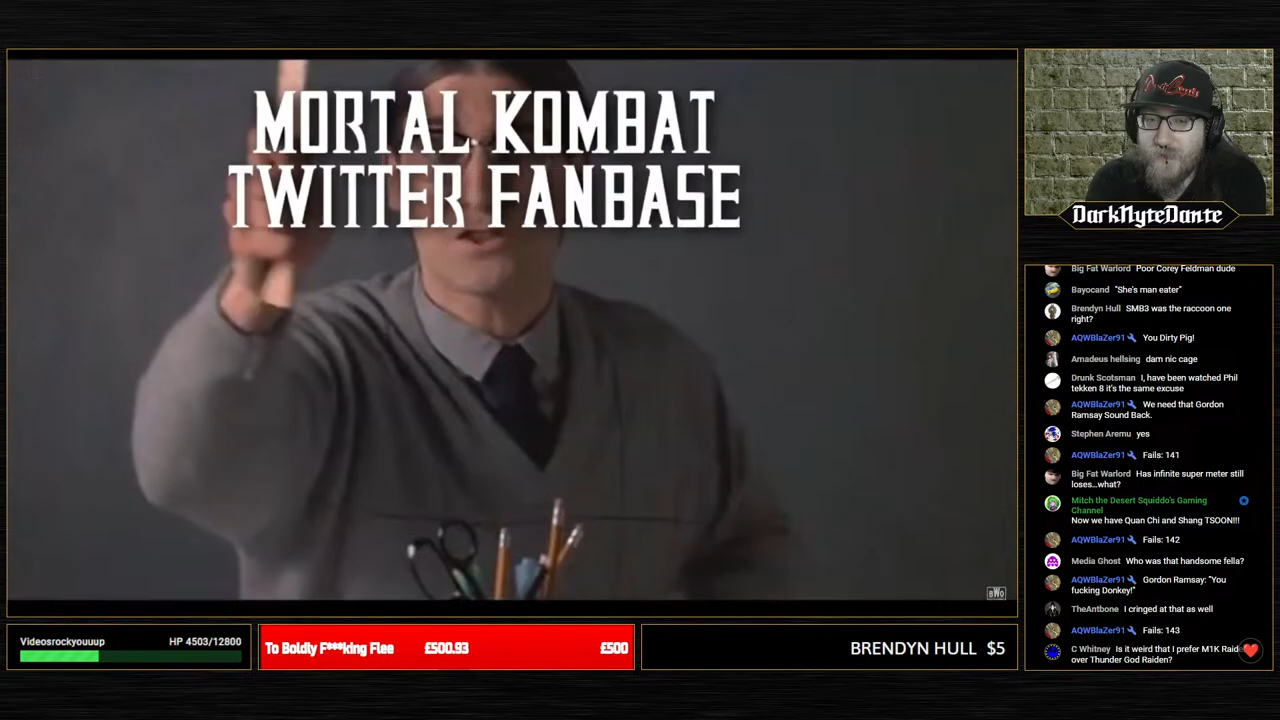 MORTAL KOMBAT
TWITTER FANBASE
BWO
DarkNyteDante
Big Fat Warlord Poor Corey Feldman dude
Bayocand "She's man eater"
Brendyn Hull SMB3 was the raccoon one
right?
AQWBlaZer91 You Dirty Pig!
Amadeus hellsing dam nic cage
Drunk Scotsman I, have been watched Phil
tekken 8 it's the same excuse
AQWBlaZer91 We need that Gordon
Ramsay Sound Back.
Stephen Aremu yes
AQWBlaZer91 Fails: 141
Big Fat Warlord Has infinite super meter still
loses...what?
Mitch the Desert Squiddo's Gaming
Channel
Now we have Quan Chi and Shang TSOON!!!
AQWBlaZer91 Fails: 142
Media Ghost Who was that handsome fella?
AQWBlaZer91 Gordon Ramsay: "You
fucking Donkey!"
TheAntbone I cringed at that as well
AQWBlaZer91 Fails: 143
C Whitney Is it weird that I prefer M1K Raid
over Thunder God Raiden?
Videosrockyouuup HP 4503/12800
To Boldly F***king Flee £500.93 £500
BRENDYN HULL $5